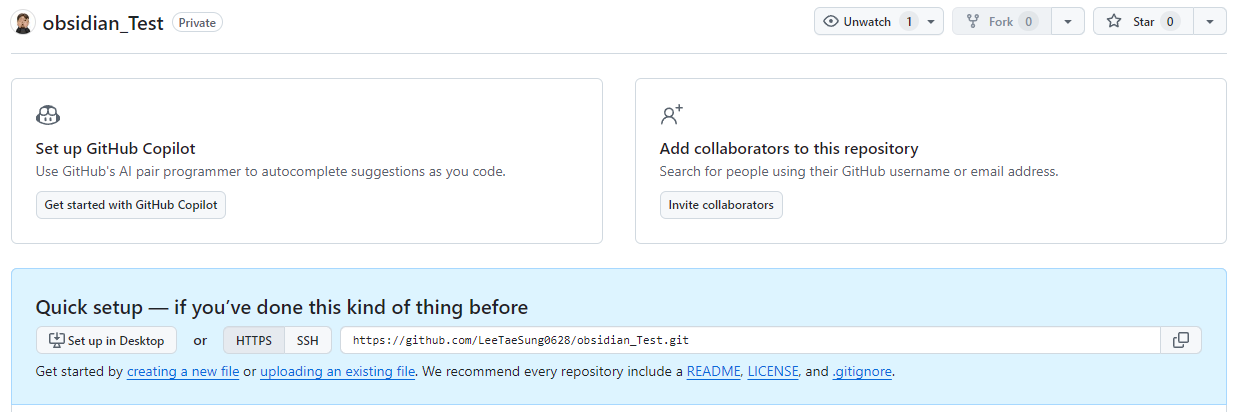 obsidian_Test Private Unwatch 1 Fork 0 Star 0
Set up GitHub Copilot
Use GitHub's AI pair programmer to autocomplete suggestions as you code.
Get started with GitHub Copilot
Add collaborators to this repository
Search for people using their GitHub username or email address.
Invite collaborators
Quick setup — if you’ve done this kind of thing before
Set up in Desktop or HTTPS SSH https://github.com/LeeTaeSung0628/obsidian_Test.git
Get started by creating a new file or uploading an existing file. We recommend every repository include a README, LICENSE, and .gitignore.